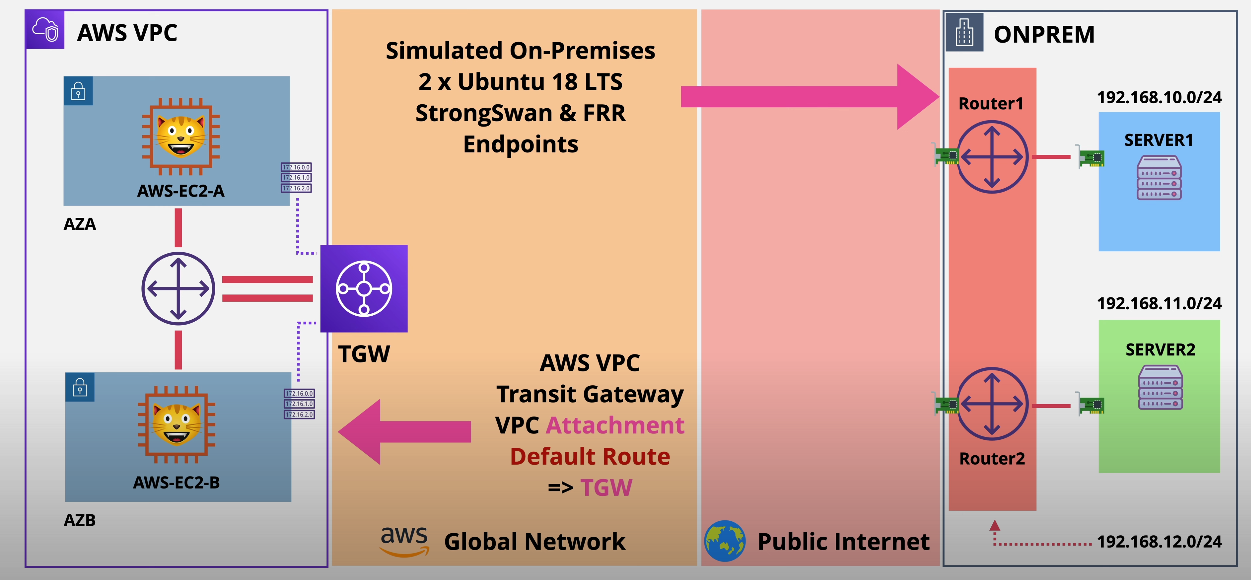 AWS VPC
Simulated On-Premises
2 x Ubuntu 18 LTS
StrongSwan & FRR
Endpoints
ONPREM
AWS-EC2-A
172.16.0.0
172.16.1.0
172.16.2.0
AZA
Router1
192.168.10.0/24
SERVER1
TGW
AWS VPC
Transit Gateway
VPC Attachment
Default Route
=> TGW
172.16.0.0
172.16.1.0
172.16.2.0
AWS-EC2-B
AZB
192.168.11.0/24
SERVER2
Router2
aws Global Network
Public Internet
192.168.12.0/24